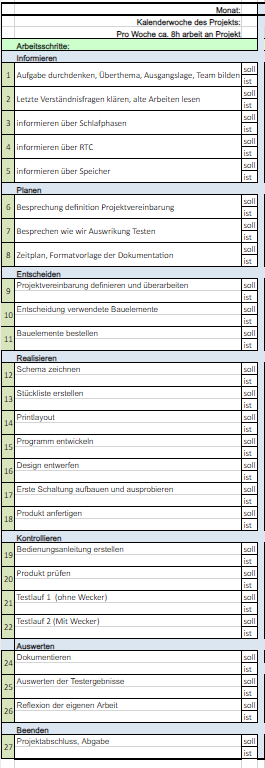 Monat:
Kalenderwoche des Projekts:
Pro Woche ca. 8h arbeit an Projekt
Arbeitsschritte:
Informieren
1 Aufgabe durchdenken, Überthema, Ausgangslage, Team bilden soll
ist
2 Letzte Verständnisfragen klären, alte Arbeiten lesen soll
ist
3 informieren über Schlafphasen soll
ist
4 informieren über RTC soll
ist
5 informieren über Speicher soll
ist
Planen
6 Besprechung definition Projektvereinbarung soll
ist
7 Besprechen wie wir Auswrikung Testen soll
ist
8 Zeitplan, Formatvorlage der Dokumentation soll
ist
Entscheiden
9 Projektvereinbarung definieren und überarbeiten soll
ist
10 Entscheidung verwendete Bauelemente soll
ist
11 Bauelemente bestellen soll
ist
Realisieren
12 Schema zeichnen soll
ist
13 Stückliste erstellen soll
ist
14 Printlayout soll
ist
15 Programm entwickeln soll
ist
16 Design entwerfen soll
ist
17 Erste Schaltung aufbauen und ausprobieren soll
ist
18 Produkt anfertigen soll
ist
Kontrollieren
19 Bedienungsanleitung erstellen soll
ist
20 Produkt prüfen soll
ist
21 Testlauf 1 (ohne Wecker) soll
ist
22 Testlauf 2 (Mit Wecker) soll
ist
Auswerten
24 Dokumentieren soll
ist
25 Auswerten der Testergebnisse soll
ist
26 Reflexion der eigenen Arbeit soll
ist
Beenden
27 Projektabschluss, Abgabe soll
ist